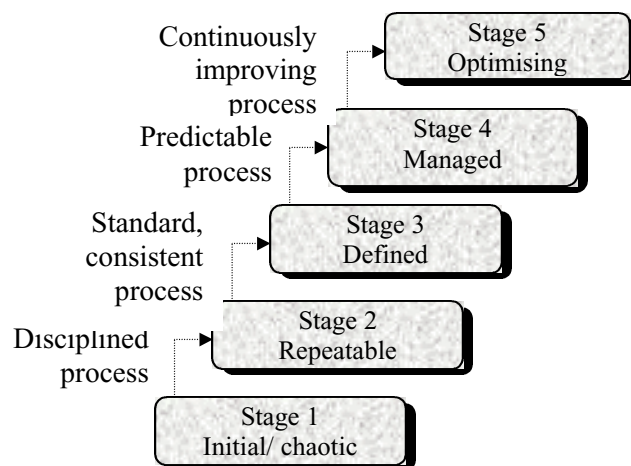 Continuously
improving
process
Stage 5
Optimising
Predictable
process
Stage 4
Managed
Standard,
consistent
process
Stage 3
Defined
Disciplined
process
Stage 2
Repeatable
Stage 1
Initial/ chaotic